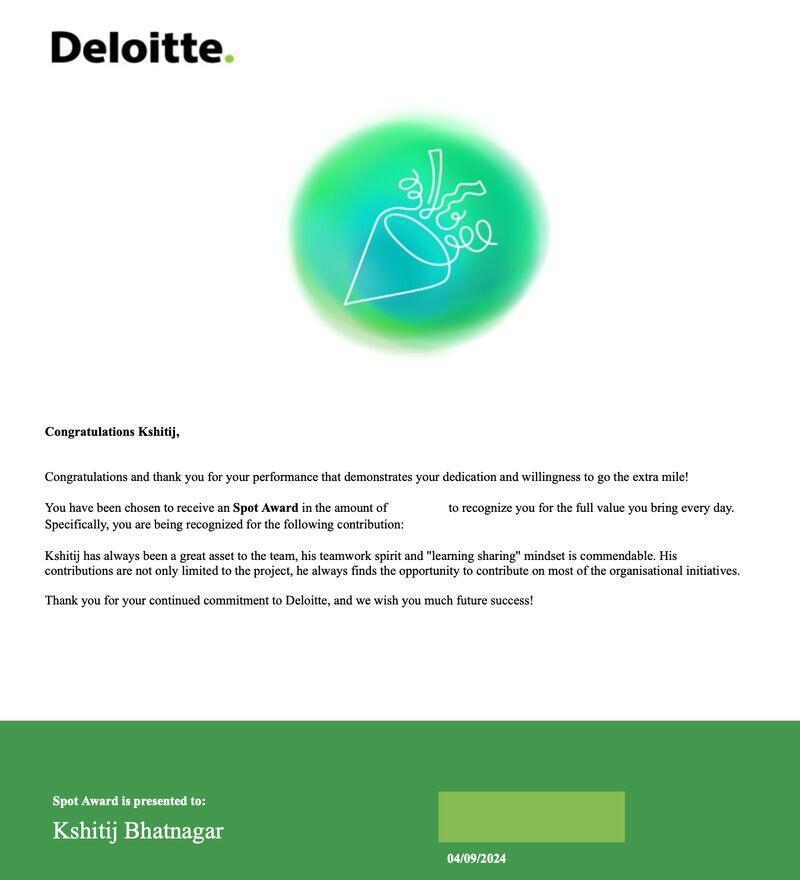 Deloitte.
Congratulations Kshitij,
Congratulations and thank you for your performance that demonstrates your dedication and willingness to go the extra mile!
You have been chosen to receive an Spot Award in the amount of to recognize you for the full value you bring every day.
Specifically, you are being recognized for the following contribution:
Kshitij has always been a great asset to the team, his teamwork spirit and "learning sharing" mindset is commendable. His
contributions are not only limited to the project, he always finds the opportunity to contribute on most of the organisational initiatives.
Thank you for your continued commitment to Deloitte, and we wish you much future success!
Spot Award is presented to:
Kshitij Bhatnagar
04/09/2024